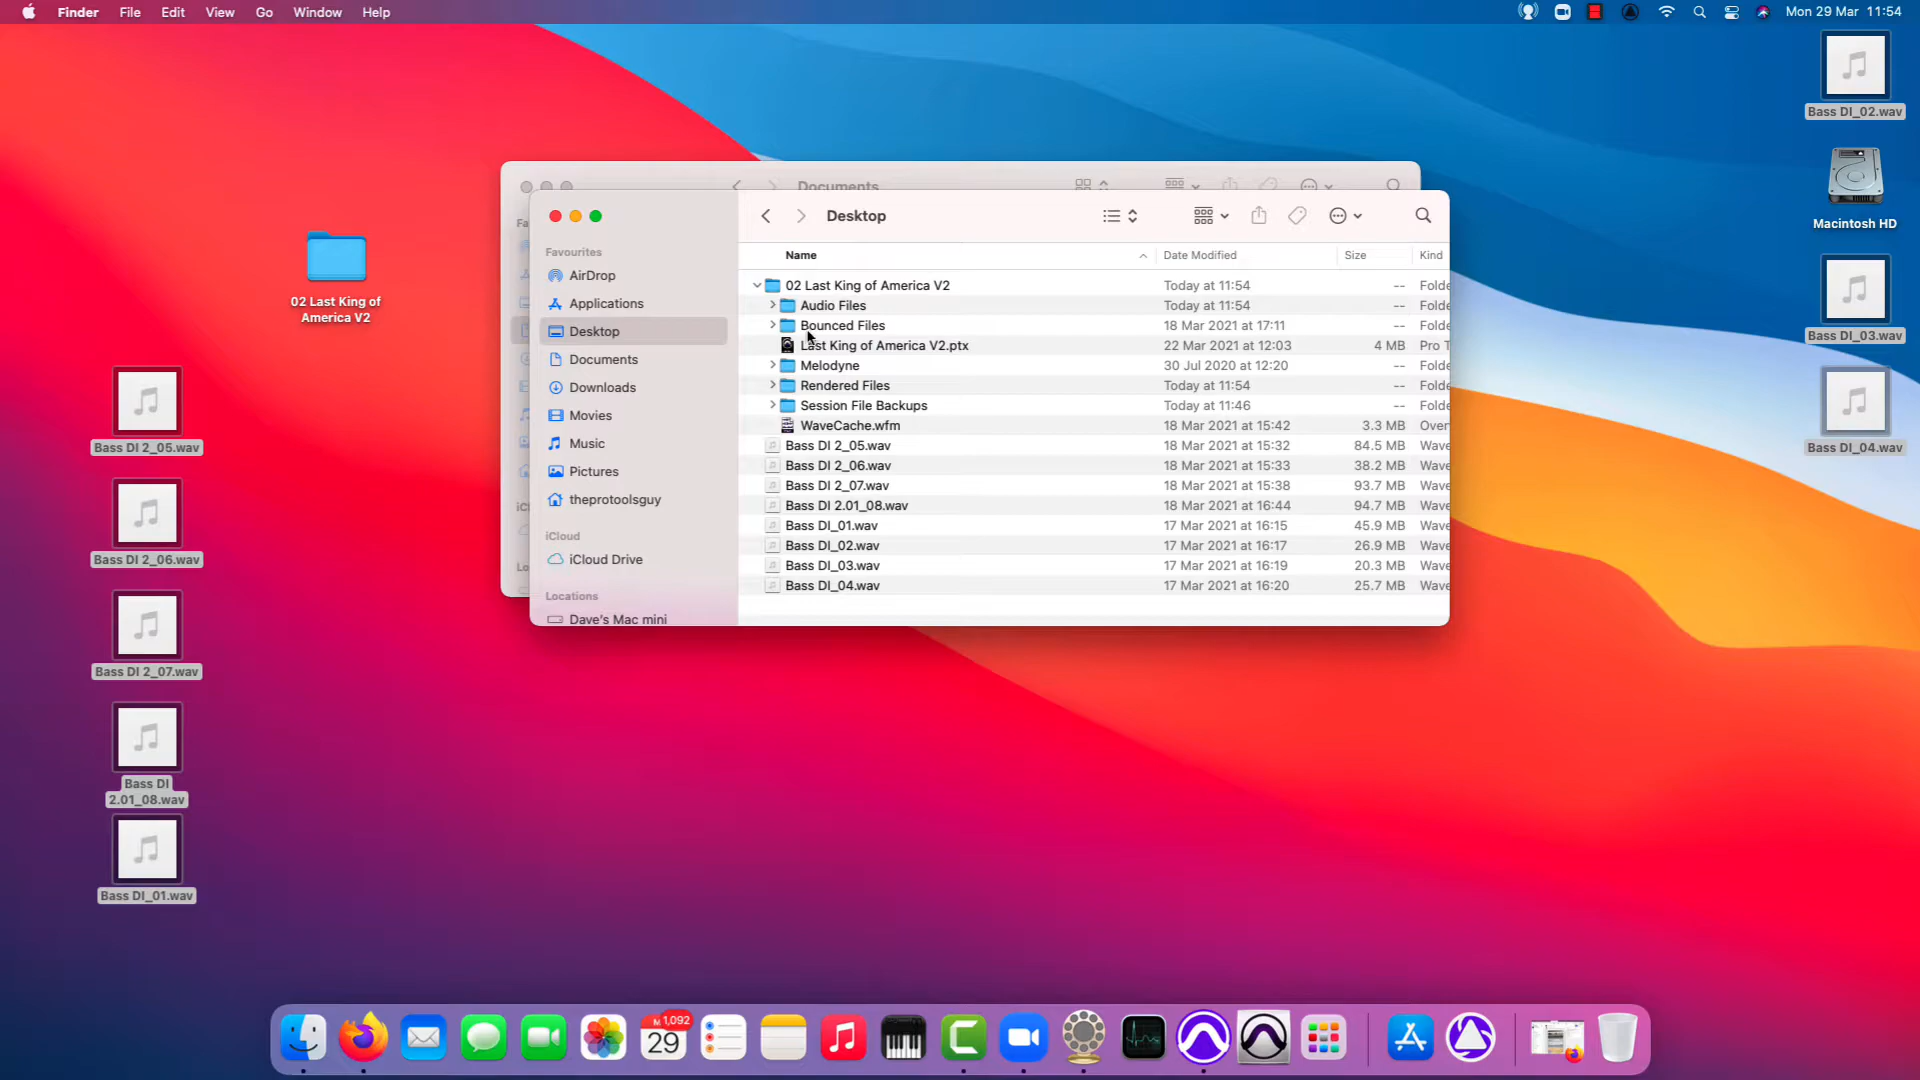 Finder File Edit View Go Window Help
Mon 29 Mar 11:54
Bass DI_02.wav
Macintosh HD
Bass DI_03.wav
Bass DI_04.wav
02 Last King of
America V2
Bass DI 2_05.wav
Bass DI 2_06.wav
Bass DI 2_07.wav
Bass DI
2.01_08.wav
Bass DI_01.wav
Documents
Fa
iCl
Lo
Desktop
Favourites
AirDrop
Applications
Desktop
Documents
Downloads
Movies
Music
Pictures
theprotoolsguy
iCloud
iCloud Drive
Locations
Dave's Mac mini
Name Date Modified Size Kind
02 Last King of America V2 Today at 11:54 -- Folde
Audio Files Today at 11:54 -- Folde
Bounced Files 18 Mar 2021 at 17:11 -- Folde
Last King of America V2.ptx 22 Mar 2021 at 12:03 4 MB Pro T
Melodyne 30 Jul 2020 at 12:20 -- Folde
Rendered Files Today at 11:54 -- Folde
Session File Backups Today at 11:46 -- Folde
WaveCache.wfm 18 Mar 2021 at 15:42 3.3 MB Oven
Bass DI 2_05.wav 18 Mar 2021 at 15:32 84.5 MB Wave
Bass DI 2_06.wav 18 Mar 2021 at 15:33 38.2 MB Wave
Bass DI 2_07.wav 18 Mar 2021 at 15:38 93.7 MB Wave
Bass DI 2.01_08.wav 18 Mar 2021 at 16:44 94.7 MB Wave
Bass DI_01.wav 17 Mar 2021 at 16:15 45.9 MB Wave
Bass DI_02.wav 17 Mar 2021 at 16:17 26.9 MB Wave
Bass DI_03.wav 17 Mar 2021 at 16:19 20.3 MB Wave
Bass DI_04.wav 17 Mar 2021 at 16:20 25.7 MB Wave
1,092
29